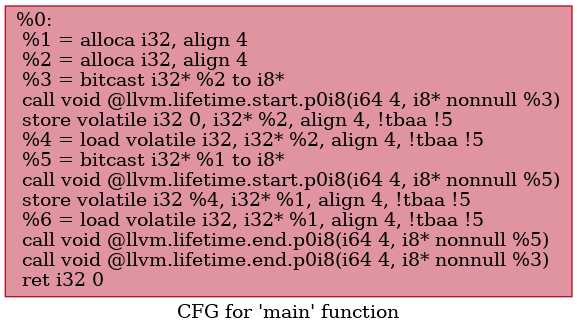 %0:
%1 = alloca i32, align 4
%2 = alloca i32, align 4
%3 = bitcast i32* %2 to i8*
call void @llvm.lifetime.start.p0i8(i64 4, i8* nonnull %3)
store volatile i32 0, i32* %2, align 4, !tbaa !5
%4 = load volatile i32, i32* %2, align 4, !tbaa !5
%5 = bitcast i32* %1 to i8*
call void @llvm.lifetime.start.p0i8(i64 4, i8* nonnull %5)
store volatile i32 %4, i32* %1, align 4, !tbaa !5
%6 = load volatile i32, i32* %1, align 4, !tbaa !5
call void @llvm.lifetime.end.p0i8(i64 4, i8* nonnull %5)
call void @llvm.lifetime.end.p0i8(i64 4, i8* nonnull %3)
ret i32 0
CFG for 'main' function